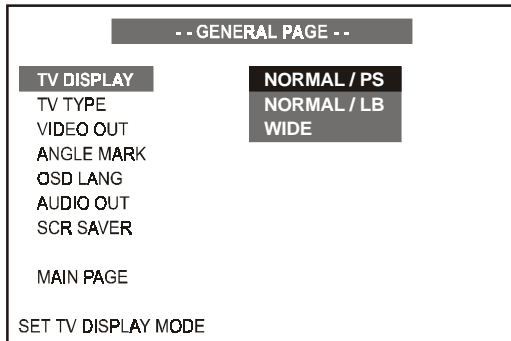 - - GENERAL PAGE - -
TV DISPLAY
NORMAL / PS
TV TYPE
NORMAL / LB
VIDEO OUT
WIDE
ANGLE MARK
OSD LANG
AUDIO OUT
SCR SAVER
MAIN PAGE
SET TV DISPLAY MODE